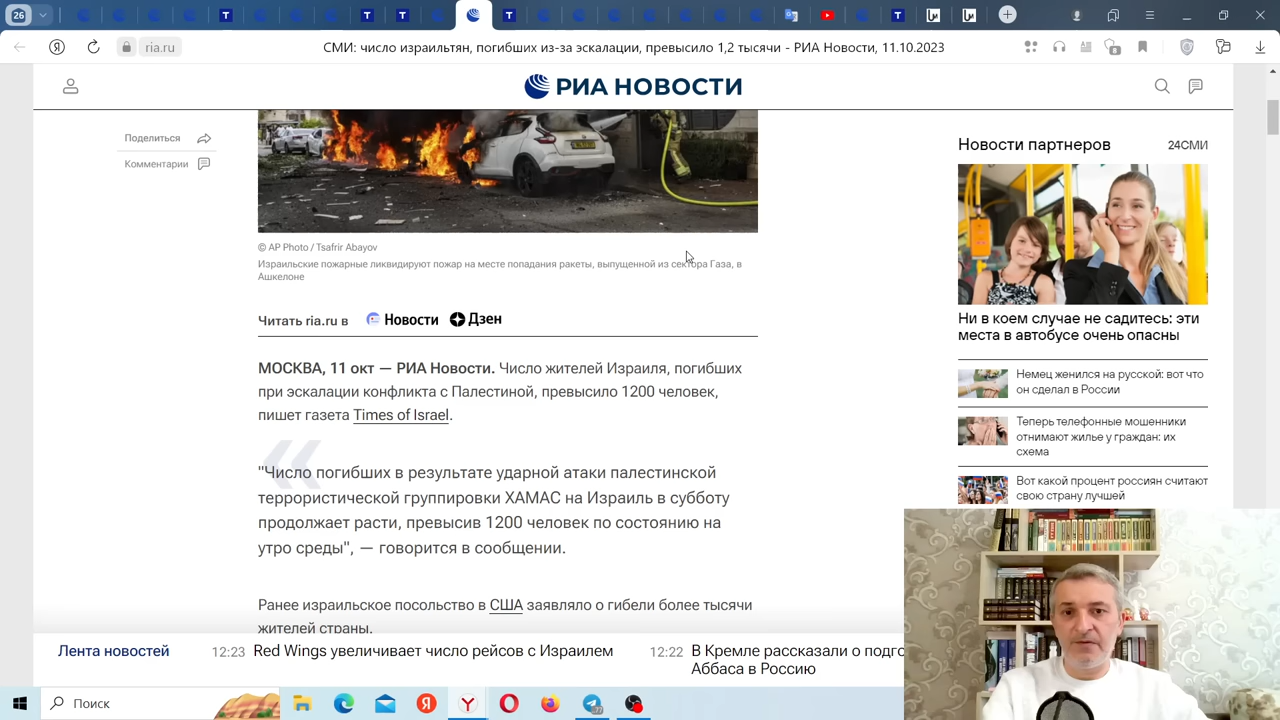 26
ria.ru
СМИ: число израильтян, погибших из-за эскалации, превысило 1,2 тысячи - РИА Новости, 11.10.2023
8
РИА НОВОСТИ
Поделиться
Комментарии
© AP Photo / Tsafrir Abayov
Израильские пожарные ликвидируют пожар на месте попадания ракеты, выпущенной из сектора Газа, в
Ашкелоне
Читать ria.ru в Новости Дзен
МОСКВА, 11 окт — РИА Новости. Число жителей Израиля, погибших
при эскалации конфликта с Палестиной, превысило 1200 человек,
пишет газета Times of Israel.
"Число погибших в результате ударной атаки палестинской
террористической группировки ХАМАС на Израиль в субботу
продолжает расти, превысив 1200 человек по состоянию на
утро среды", — говорится в сообщении.
Ранее израильское посольство в США заявляло о гибели более тысячи
жителей страны.
Новости партнеров 24СМИ
Ни в коем случае не садитесь: эти
места в автобусе очень опасны
Немец женился на русской: вот что
он сделал в России
Теперь телефонные мошенники
отнимают жилье у граждан: их
схема
Вот какой процент россиян считают
свою страну лучшей
Лента новостей
12:23 Red Wings увеличивает число рейсов с Израилем
12:22 В Кремле рассказали о подго
Аббаса в Россию
Поиск